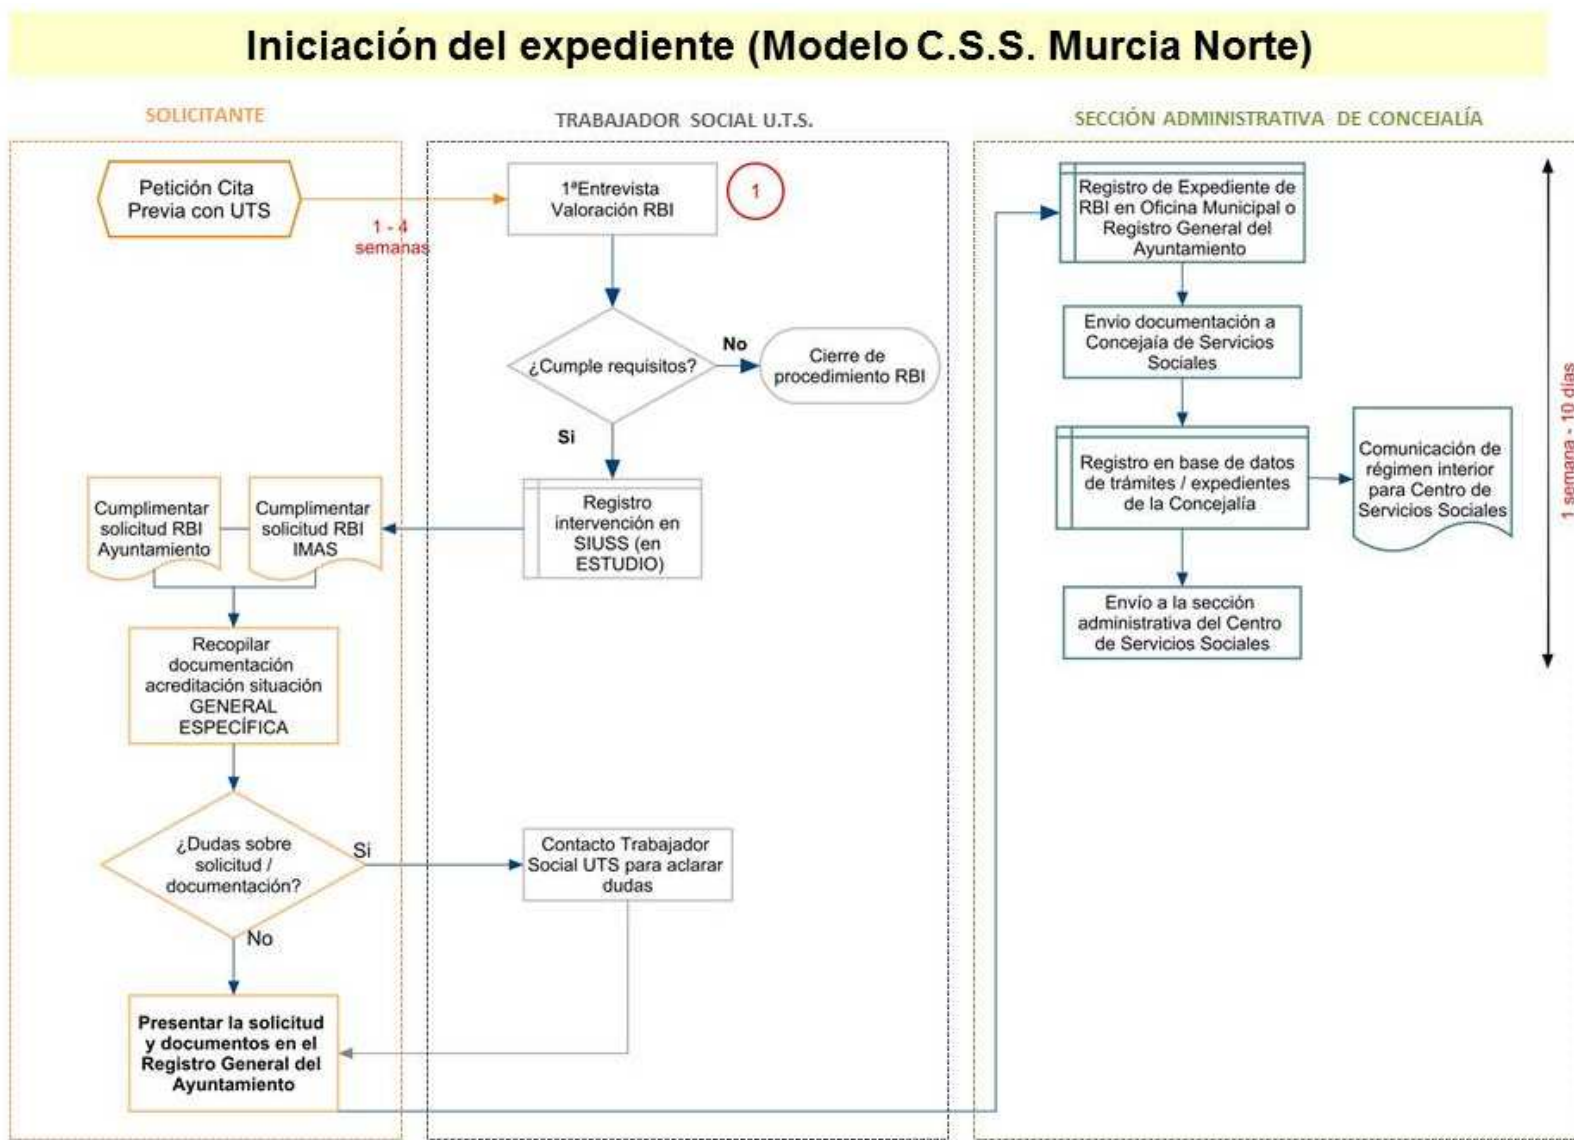 Iniciación del expediente (Modelo C.S.S. Murcia Norte)
SOLICITANTE
TRABAJADOR SOCIAL U.T.S.
SECCIÓN ADMINISTRATIVA DE CONCEJALÍA
Petición Cita
Previa con UTS
1 - 4
semanas
1ªEntrevista
Valoración RBI
1
¿Cumple requisitos?
No
Cierre de
procedimiento RBI
Si
Registro
intervención en
SIUSS (en
ESTUDIO)
Cumplimentar
solicitud RBI
Ayuntamiento
Cumplimentar
solicitud RBI
IMAS
Recopilar
documentación
acreditación situación
GENERAL
ESPECÍFICA
¿Dudas sobre
solicitud /
documentación?
Si
Contacto Trabajador
Social UTS para aclarar
dudas
No
Presentar la solicitud
y documentos en el
Registro General del
Ayuntamiento
Registro de Expediente de
RBI en Oficina Municipal o
Registro General del
Ayuntamiento
Envio documentación a
Concejaía de Servicios
Sociales
Registro en base de datos
de trámites / expedientes
de la Concejalía
Comunicación de
régimen interior
para Centro de
Servicios Sociales
Envío a la sección
administrativa del Centro
de Servicios Sociales
1 semana - 10 días